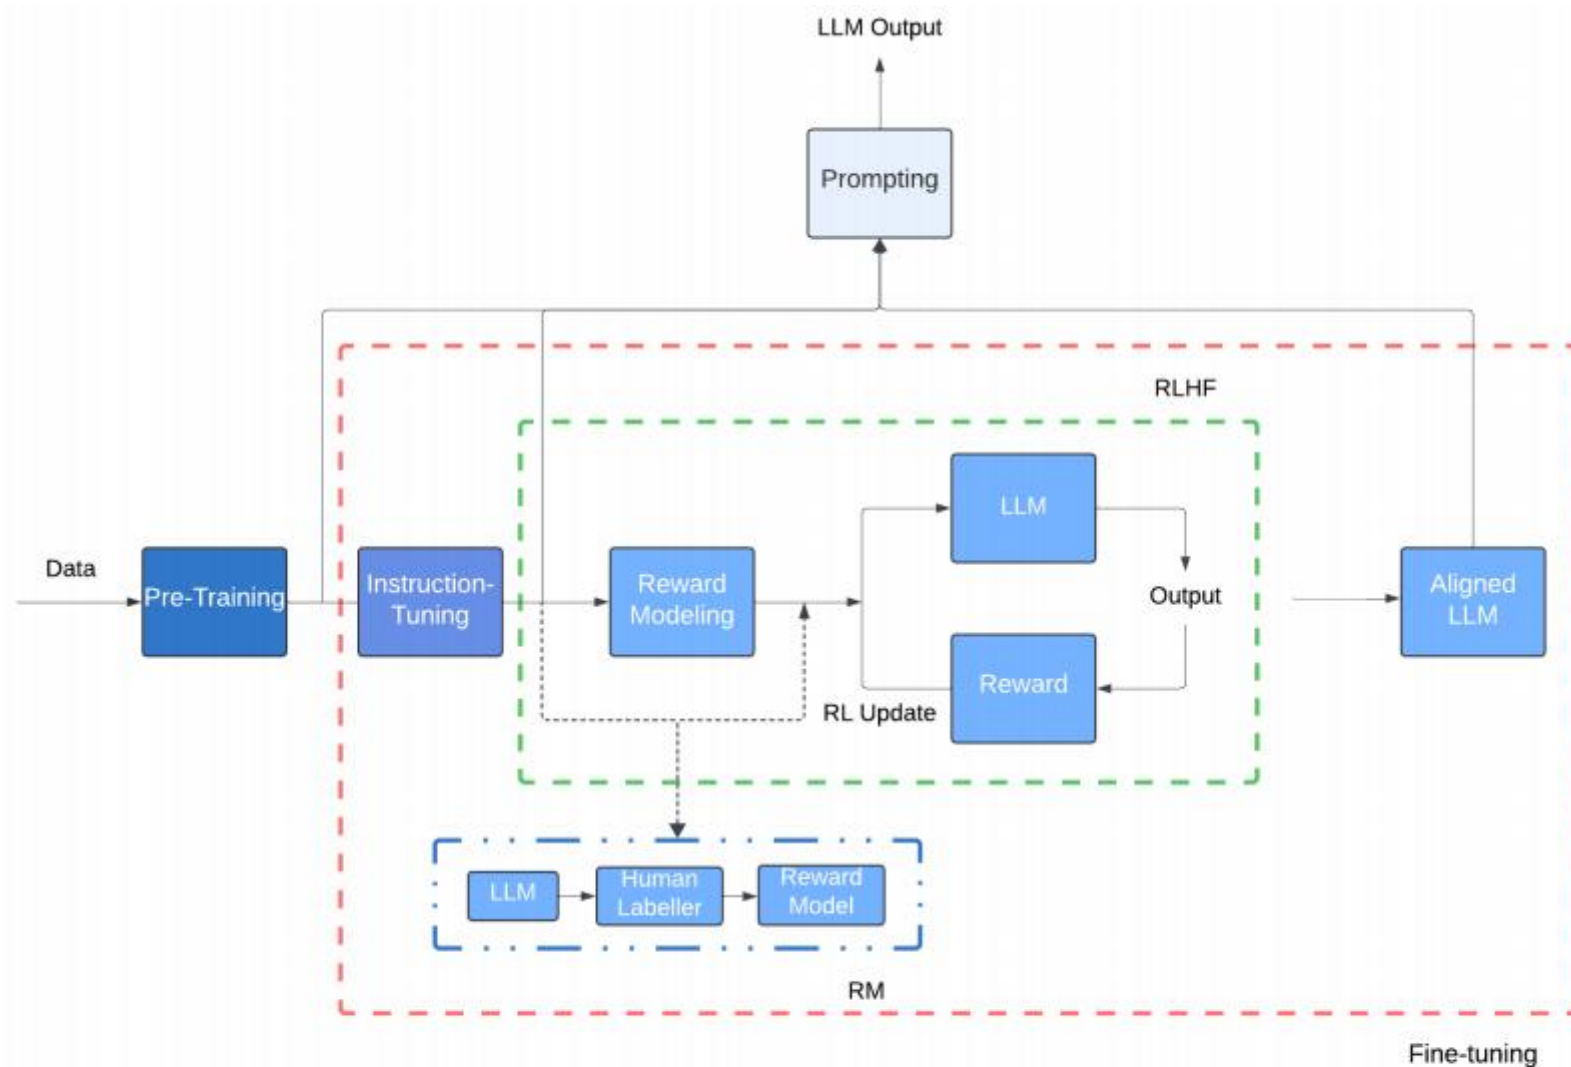 LLM Output
Prompting
RLHF
LLM
Data
Pre-Training
Instruction-
Tuning
Reward
Modeling
Output
Aligned
LLM
Reward
RL Update
LLM
Human
Labeller
Reward
Model
RM
Fine-tuning